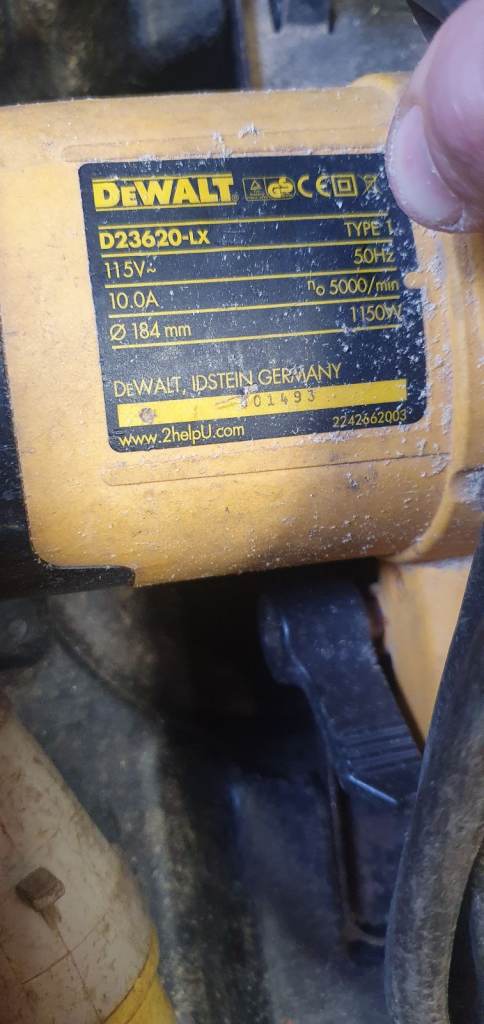 DEWALT
D23620-LX TYPE 1
115V~ 50Hz
10.0A n₀ 5000/min
Ø 184 mm 1150W
DEWALT, IDSTEIN GERMANY
01493
www.2helpU.com 2242662003